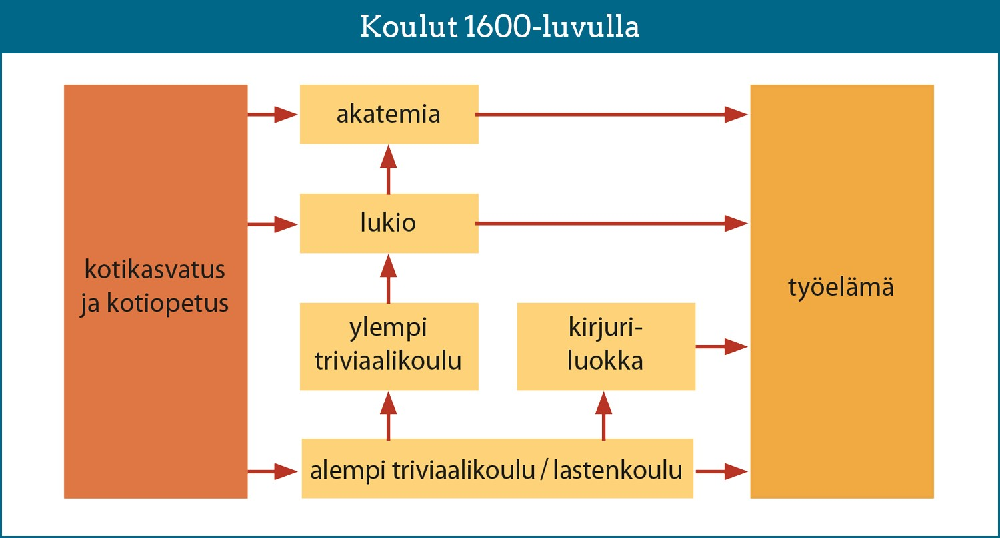 Koulut 1600-luvulla
kotikasvatus
ja kotiopetus
akatemia
lukio
ylempi
triviaalikoulu
kirjuri-
luokka
alempi triviaalikoulu / lastenkoulu
työelämä